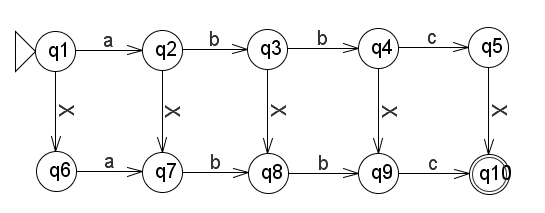 a b b c
q1 q2 q3 q4 q5
X X X X X
a b b c
q6 q7 q8 q9 q10